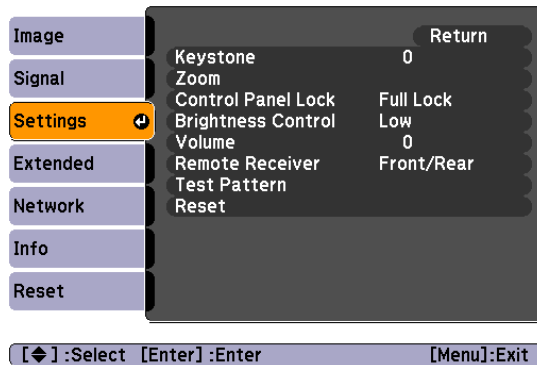 Image
Signal
Settings
Extended
Network
Info
Reset
Return
Keystone 0
Zoom
Control Panel Lock Full Lock
Brightness Control Low
Volume 0
Remote Receiver Front/Rear
Test Pattern
Reset
[◆] :Select [Enter] :Enter [Menu]:Exit